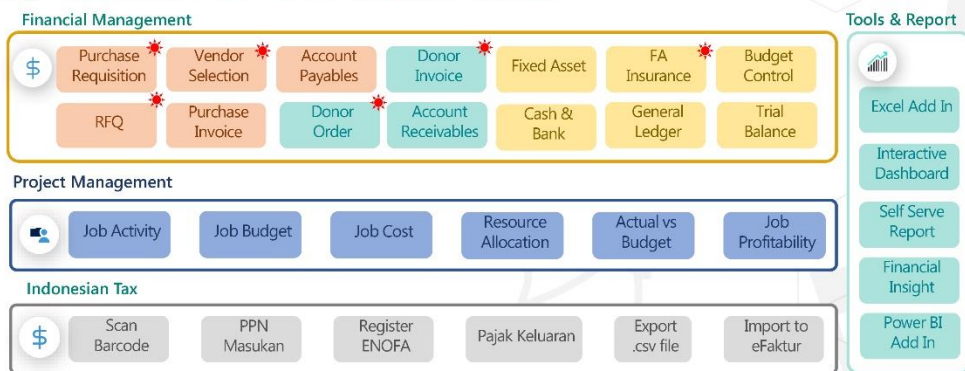 Financial Management
Purchase
Requisition
Vendor
Selection
Account
Payables
Donor
Invoice
Fixed Asset
FA
Insurance
Budget
Control
RFQ
Purchase
Invoice
Donor
Order
Account
Receivables
Cash &
Bank
General
Ledger
Trial
Balance
Project Management
Job Activity
Job Budget
Job Cost
Resource
Allocation
Actual vs
Budget
Job
Profitability
Indonesian Tax
Scan
Barcode
PPN
Masukan
Register
ENOFA
Pajak Keluaran
Export
.csv file
Import to
eFaktur
Tools & Report
Excel Add In
Interactive
Dashboard
Self Serve
Report
Financial
Insight
Power BI
Add In